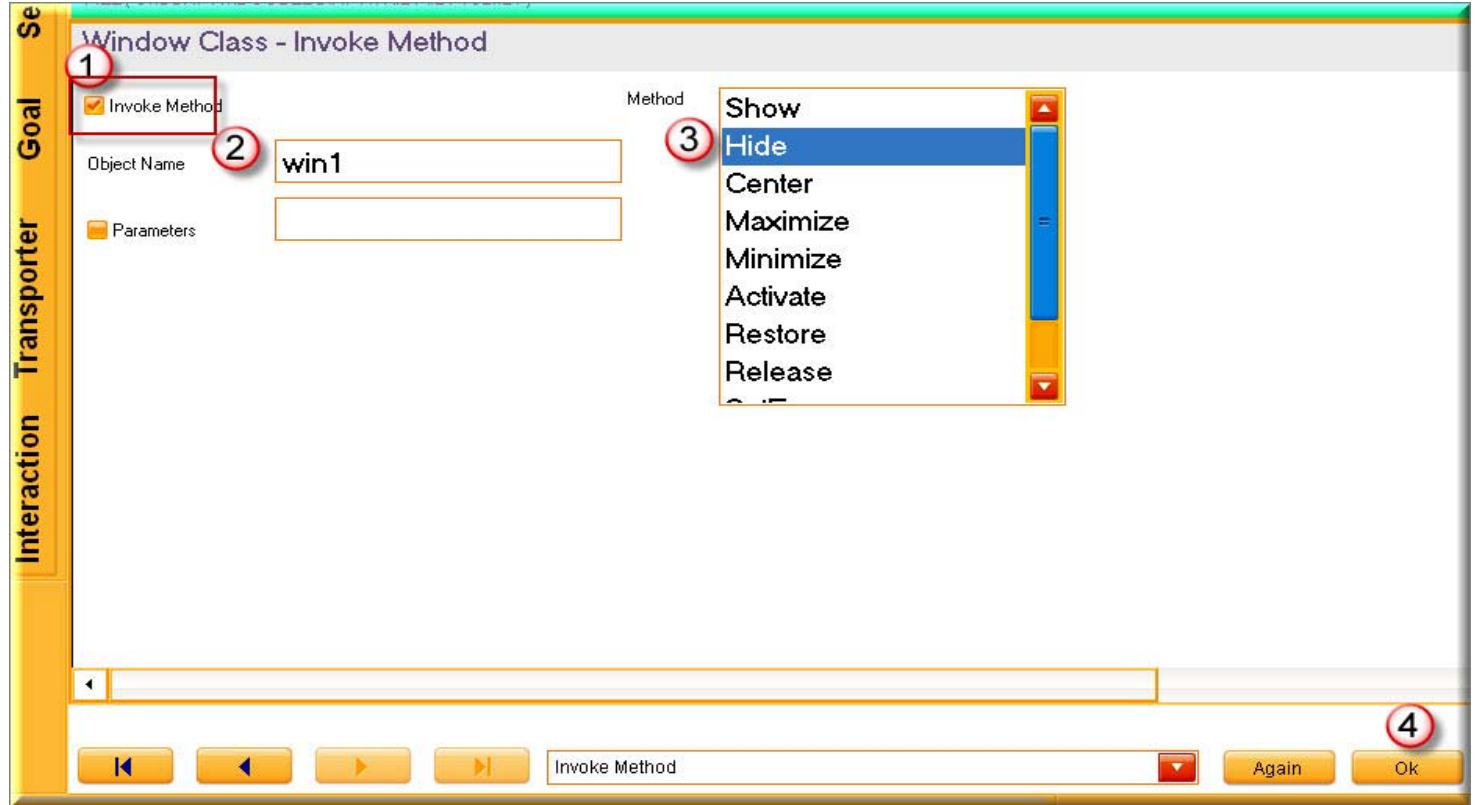 Window Class - Invoke Method
1
Invoke Method
2
Object Name
win1
Parameters
Method
3
Show
Hide
Center
Maximize
Minimize
Activate
Restore
Release
Se
Goal
Transporter
Interaction
4
Invoke Method
Again
Ok